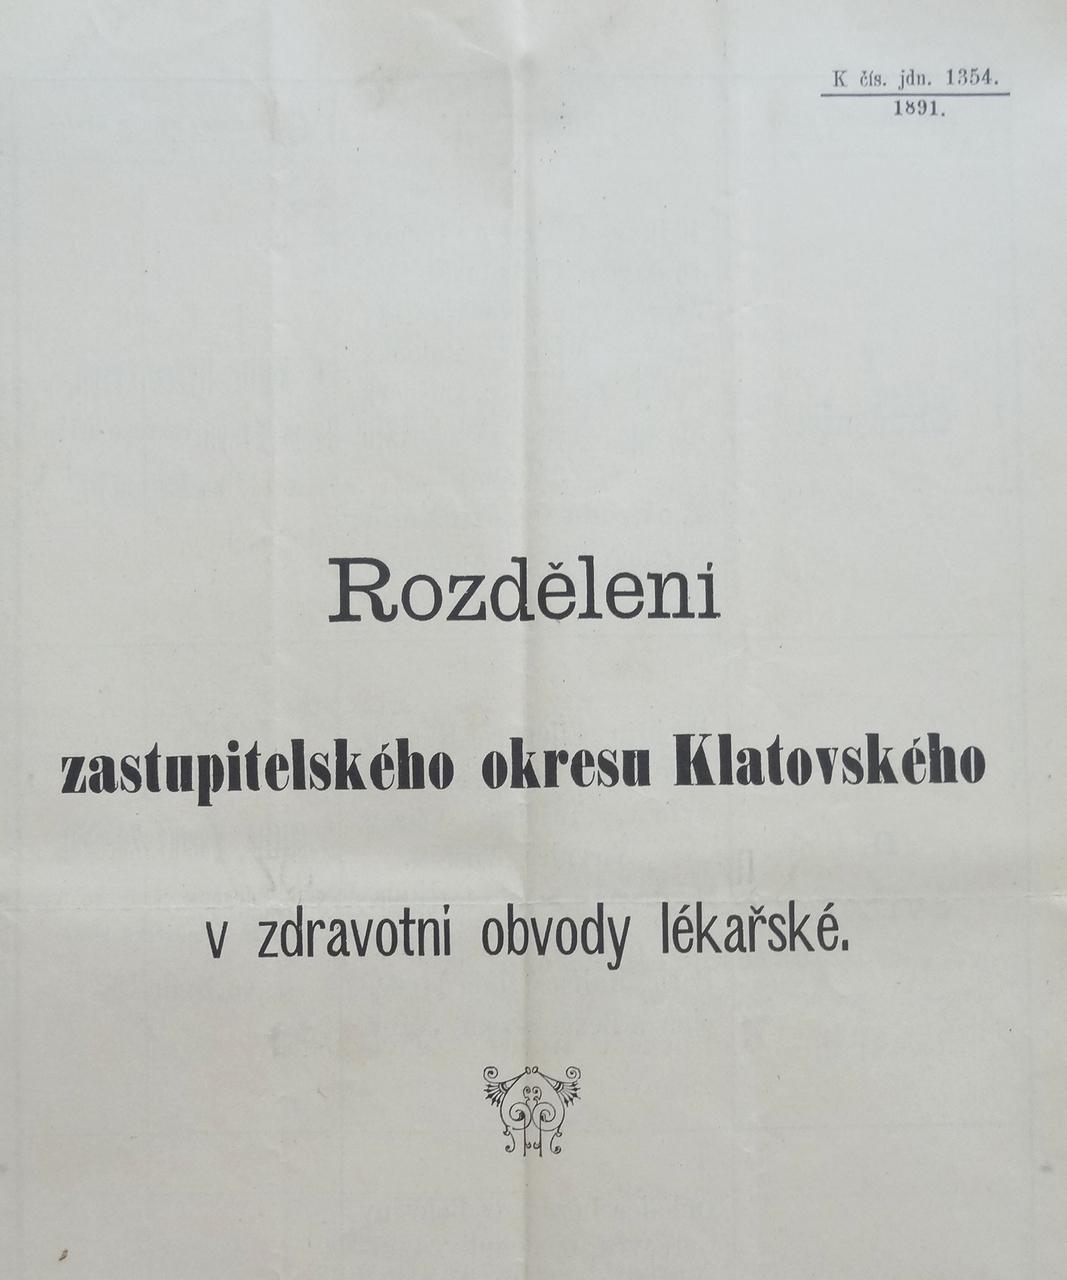 K čís. jdn. 1354.
1891.
Rozdělení
zastupitelského okresu Klatovského
v zdravotní obvody lékařské.